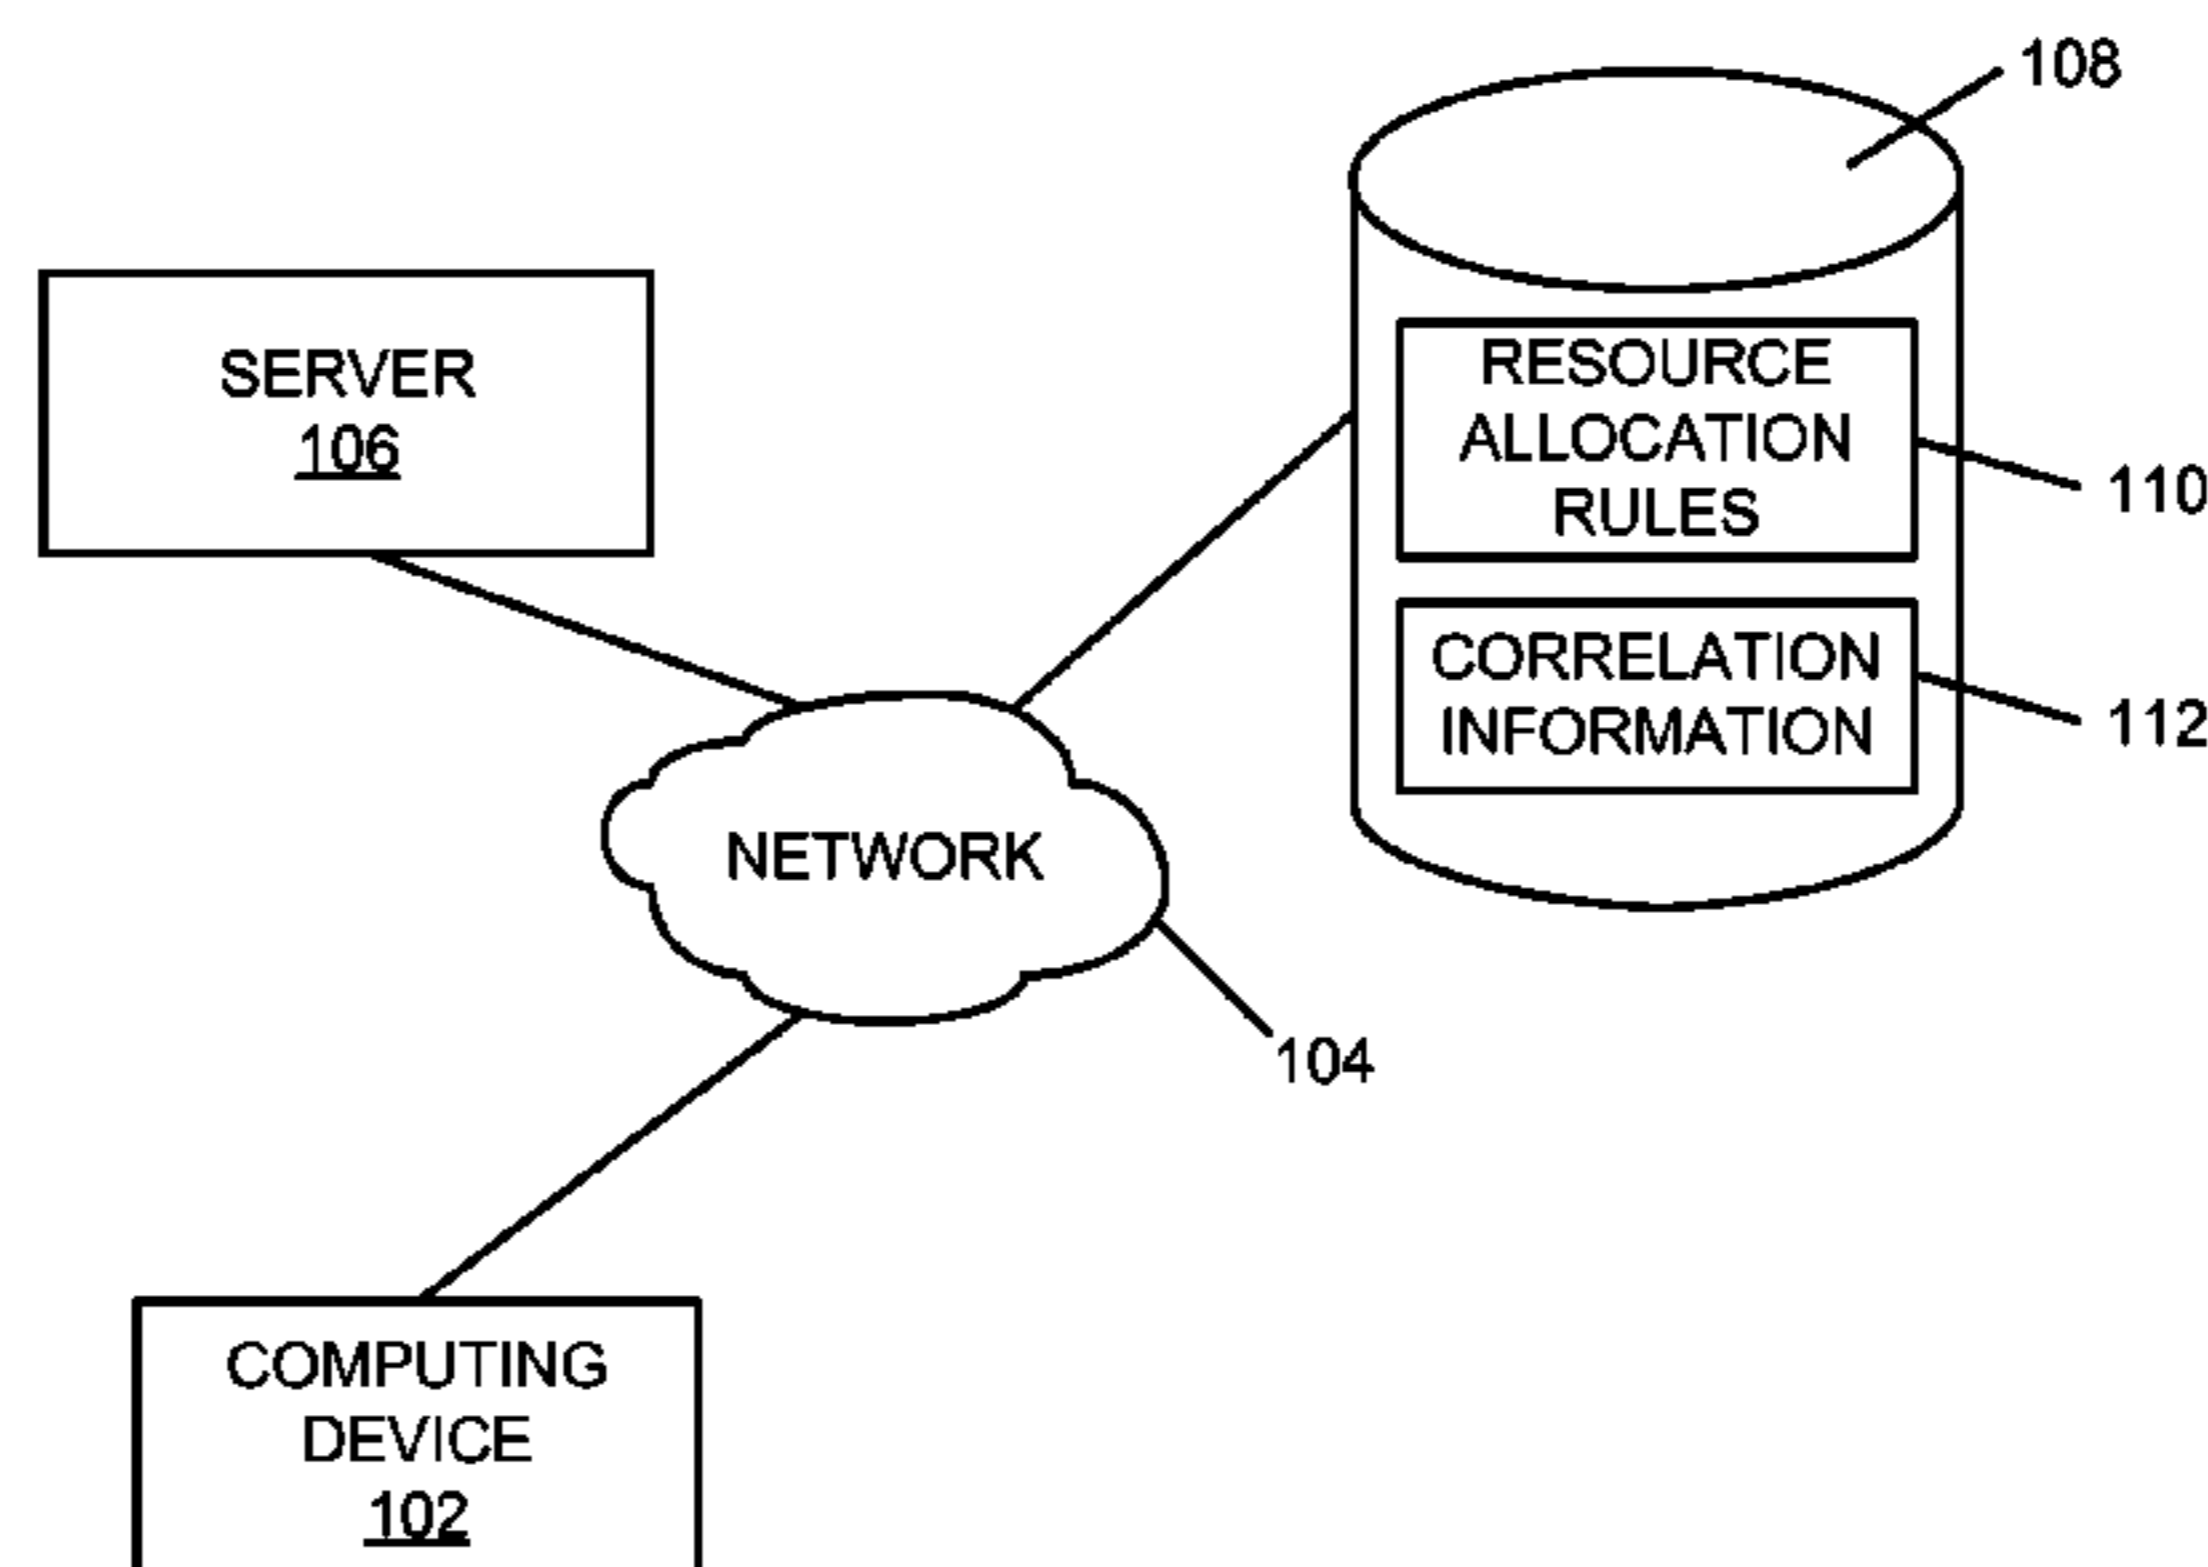 108
SERVER
106
RESOURCE
ALLOCATION
RULES
110
CORRELATION
INFORMATION
112
NETWORK
104
COMPUTING
DEVICE
102